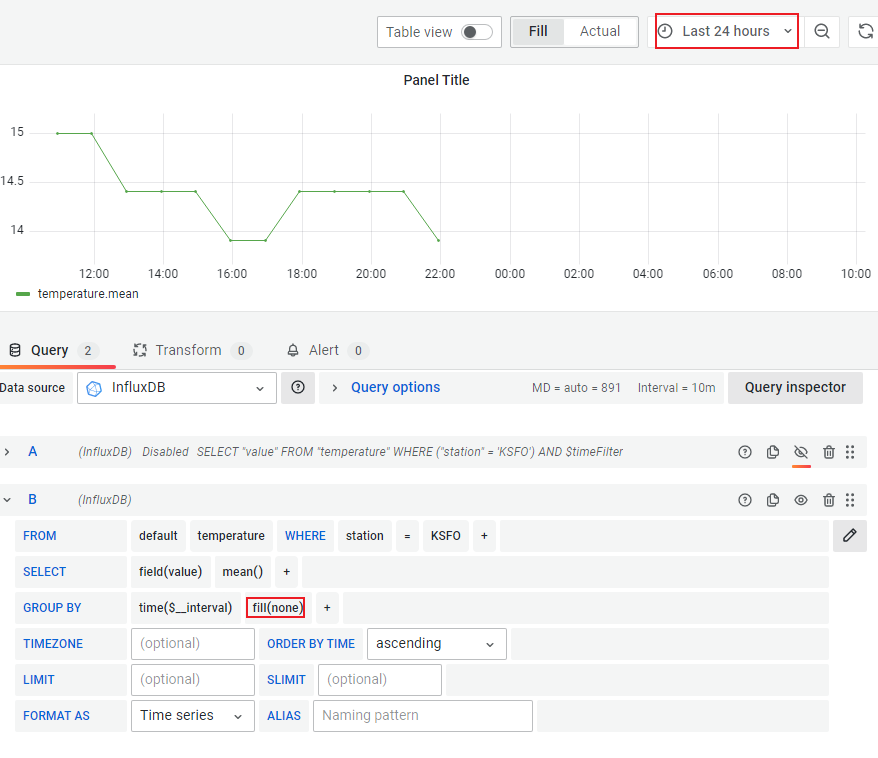 Table view Fill Actual Last 24 hours
Panel Title
15
14.5
14
12:00 14:00 16:00 18:00 20:00 22:00 00:00 02:00 04:00 06:00 08:00 10:00
temperature.mean
Query 2 Transform 0 Alert 0
Data source InfluxDB Query options MD = auto = 891 Interval = 10m Query inspector
A (InfluxDB) Disabled SELECT "value" FROM "temperature" WHERE ("station" = 'KSFO') AND $timeFilter
B (InfluxDB)
FROM default temperature WHERE station = KSFO +
SELECT field(value) mean() +
GROUP BY time($__interval) fill(none) +
TIMEZONE (optional) ORDER BY TIME ascending
LIMIT (optional) SLIMIT (optional)
FORMAT AS Time series ALIAS Naming pattern